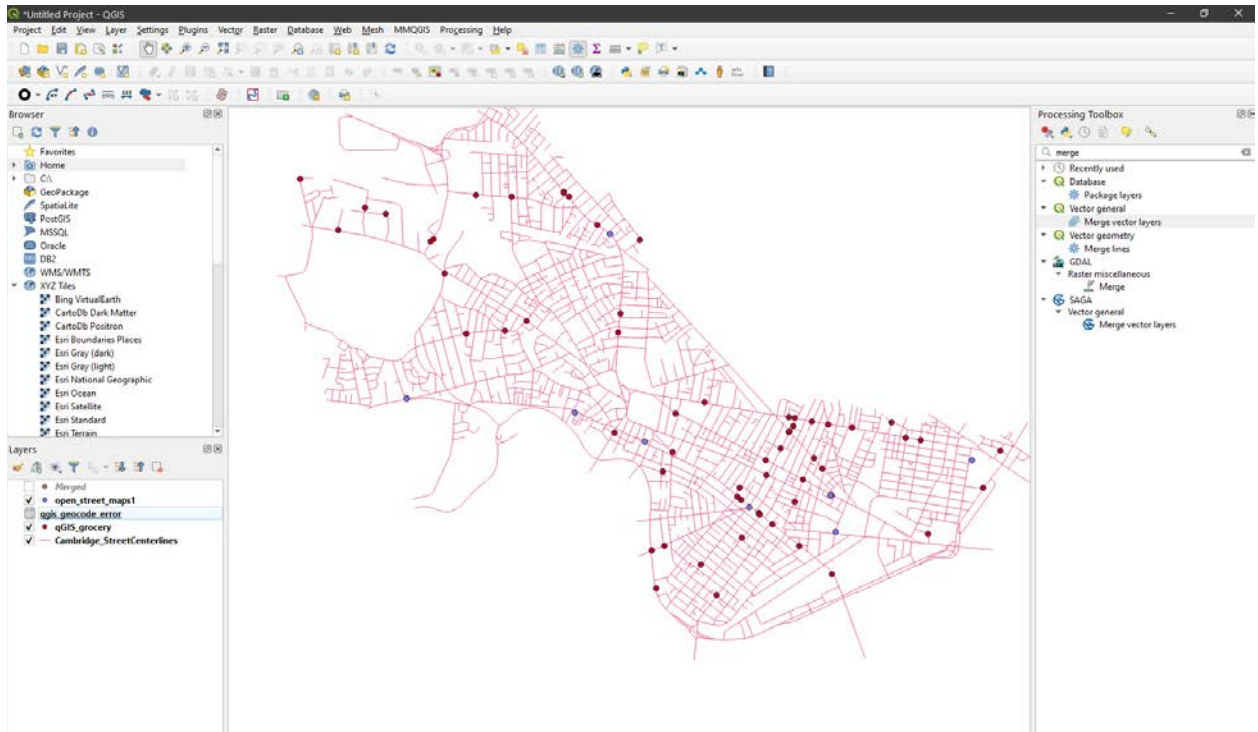 *Untitled Project - QGIS
Project Edit View Layer Settings Plugins Vector Raster Database Web Mesh MMQGIS Processing Help
Browser
Favorites
Home
C:\
GeoPackage
SpatiaLite
PostGIS
MSSQL
Oracle
DB2
WMS/WMTS
XYZ Tiles
Bing VirtualEarth
CartoDb Dark Matter
CartoDb Positron
Esri Boundaries Places
Esri Gray (dark)
Esri Gray (light)
Esri National Geographic
Esri Ocean
Esri Satellite
Esri Standard
Esri Terrain
Layers
Merged
open_street_maps1
qgis_geocode_error
qGIS_grocery
Cambridge_StreetCenterlines
Processing Toolbox
merge
Recently used
Database
Package layers
Vector general
Merge vector layers
Vector geometry
Merge lines
GDAL
Raster miscellaneous
Merge
SAGA
Vector general
Merge vector layers